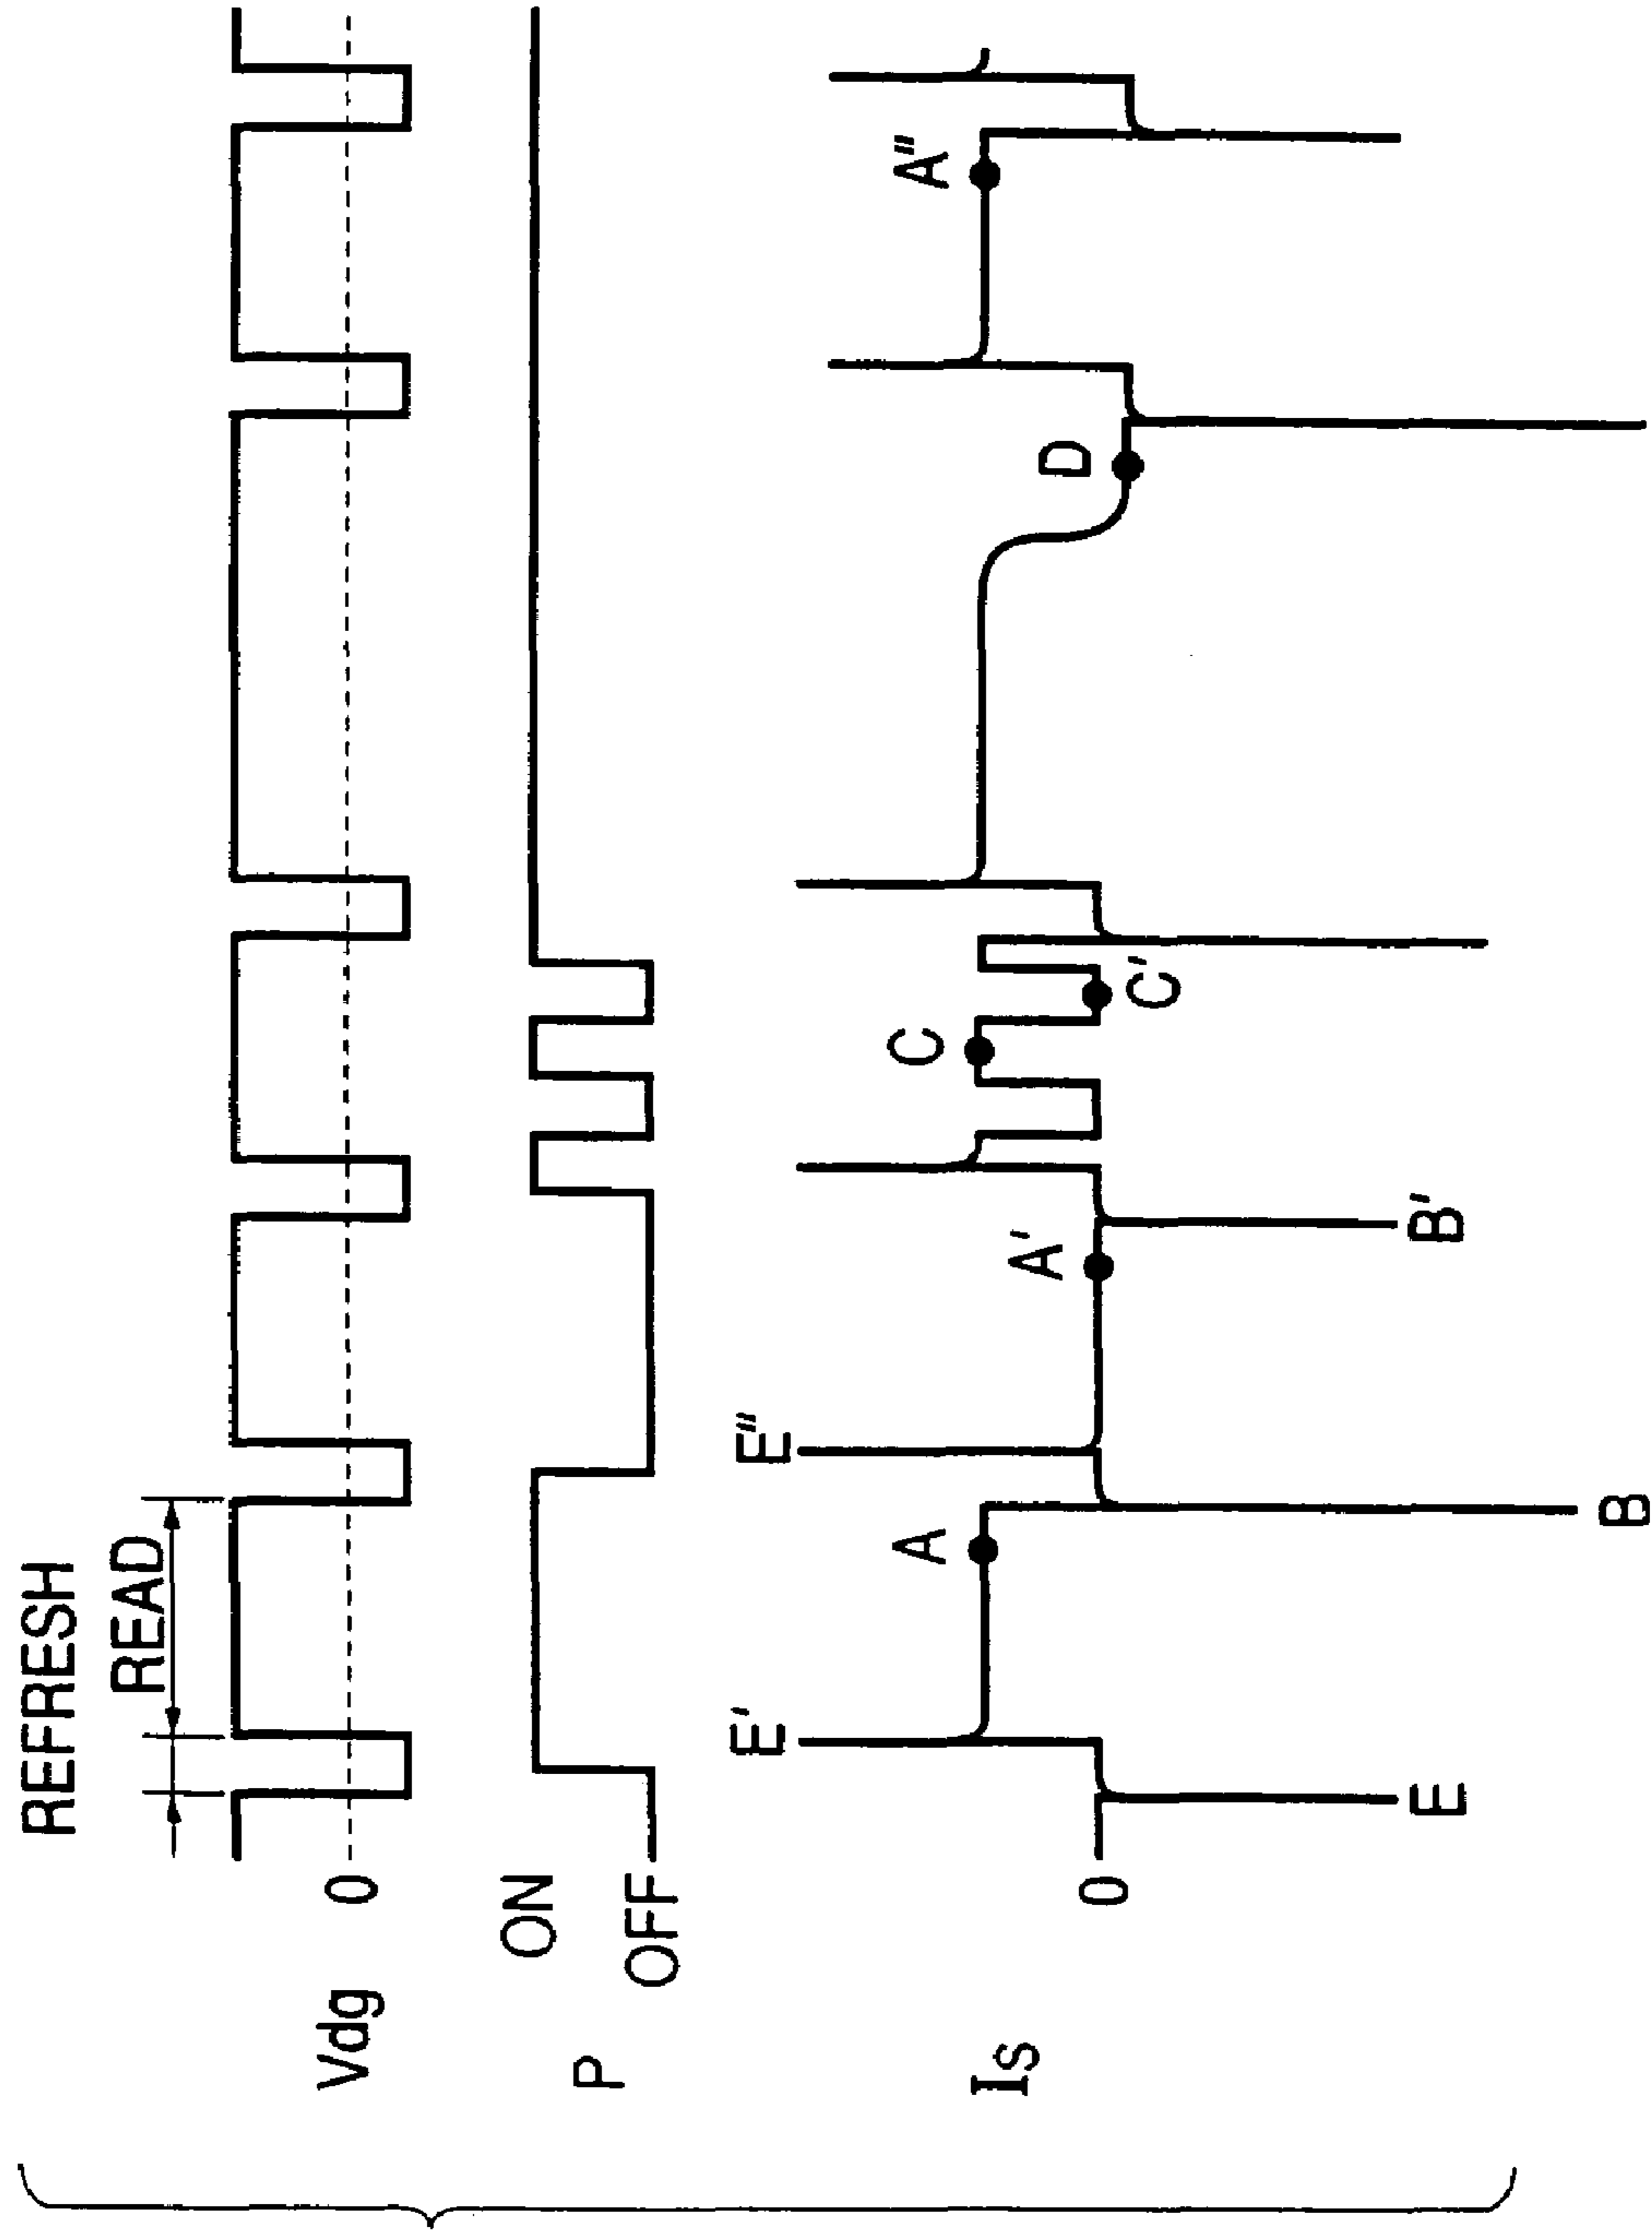 REFRESH
READ
Vdg
0
P
ON
OFF
Is
0
E
E'
A
B
E"
A'
B'
C
C'
D
A"